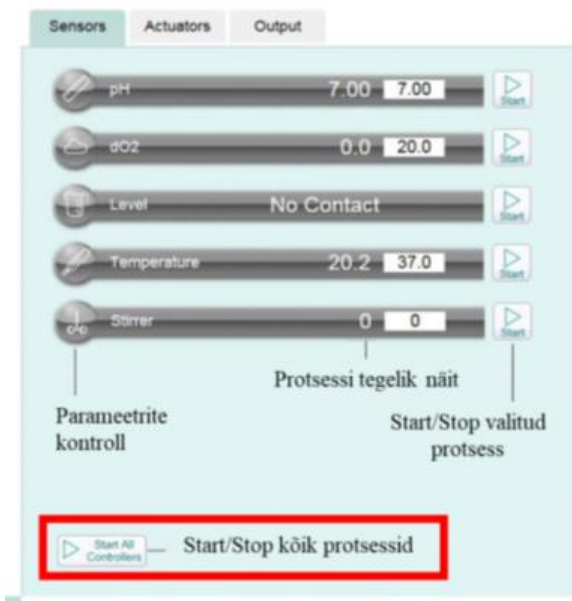 Sensors Actuators Output
pH 7.00 7.00 Start
dO2 0.0 20.0 Start
Level No Contact Start
Temperature 20.2 37.0 Start
Stirrer 0 0 Start
Protsessi tegelik näit
Parameetrite
kontroll
Start/Stop valitud
protsess
Start All
Controllers
Start/Stop kõik protsessid